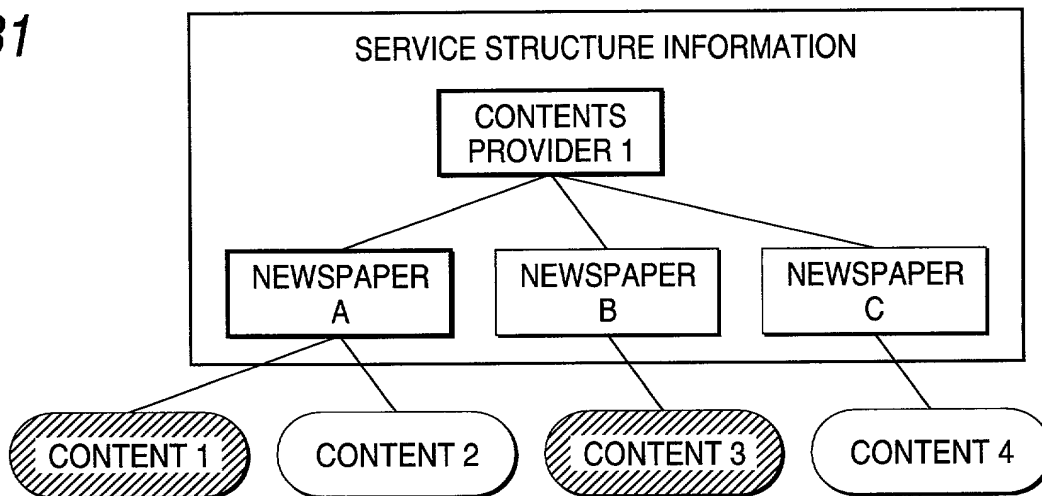 31
SERVICE STRUCTURE INFORMATION
CONTENTS
PROVIDER 1
NEWSPAPER
A
NEWSPAPER
B
NEWSPAPER
C
CONTENT 1
CONTENT 2
CONTENT 3
CONTENT 4